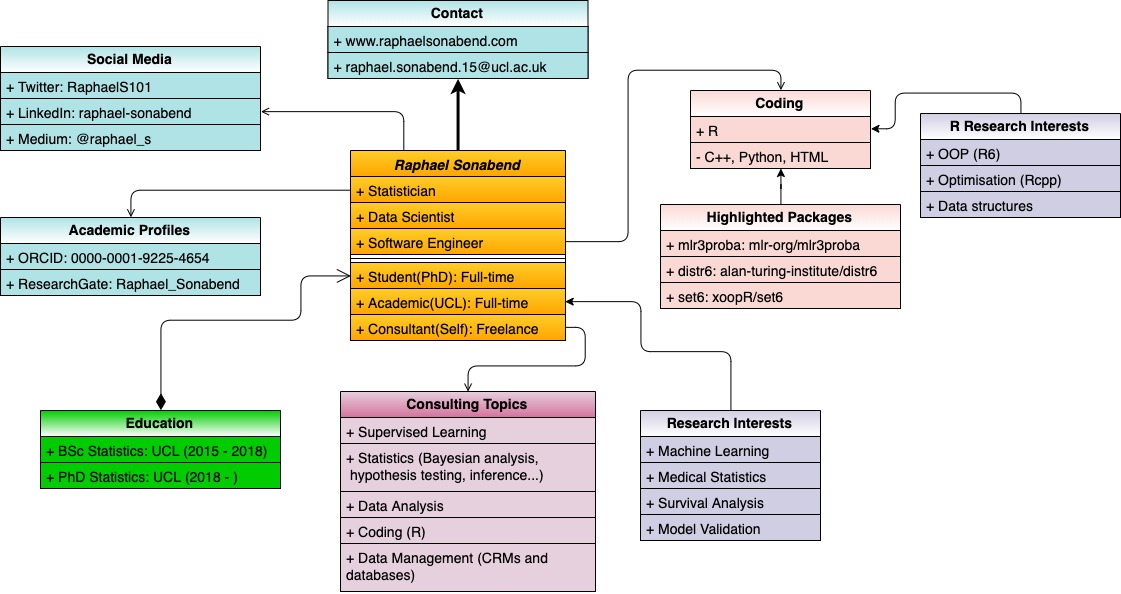 Contact
+ www.raphaelsonabend.com
+ raphael.sonabend.15@ucl.ac.uk
Social Media
+ Twitter: RaphaelS101
+ LinkedIn: raphael-sonabend
+ Medium: @raphael_s
Raphael Sonabend
+ Statistician
+ Data Scientist
+ Software Engineer
+ Student(PhD): Full-time
+ Academic(UCL): Full-time
+ Consultant(Self): Freelance
Coding
+ R
- C++, Python, HTML
R Research Interests
+ OOP (R6)
+ Optimisation (Rcpp)
+ Data structures
Highlighted Packages
+ mlr3proba: mlr-org/mlr3proba
+ distr6: alan-turing-institute/distr6
+ set6: xoopR/set6
Academic Profiles
+ ORCID: 0000-0001-9225-4654
+ ResearchGate: Raphael_Sonabend
Education
+ BSc Statistics: UCL (2015 - 2018)
+ PhD Statistics: UCL (2018 - )
Consulting Topics
+ Supervised Learning
+ Statistics (Bayesian analysis,
hypothesis testing, inference...)
+ Data Analysis
+ Coding (R)
+ Data Management (CRMs and
databases)
Research Interests
+ Machine Learning
+ Medical Statistics
+ Survival Analysis
+ Model Validation